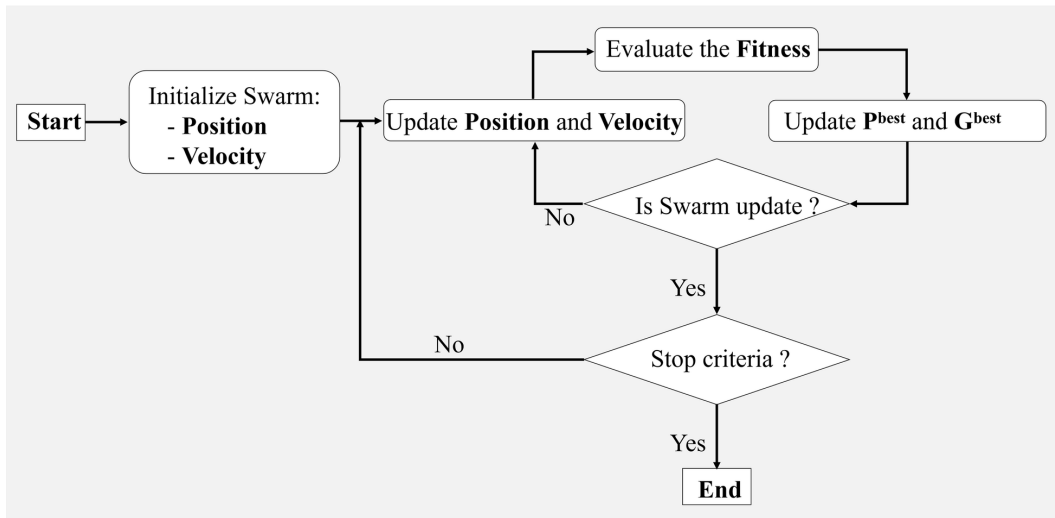 Start
Initialize Swarm:
- Position
- Velocity
Update Position and Velocity
Evaluate the Fitness
Update Pbest and Gbest
Is Swarm update ?
No
Yes
Stop criteria ?
No
Yes
End